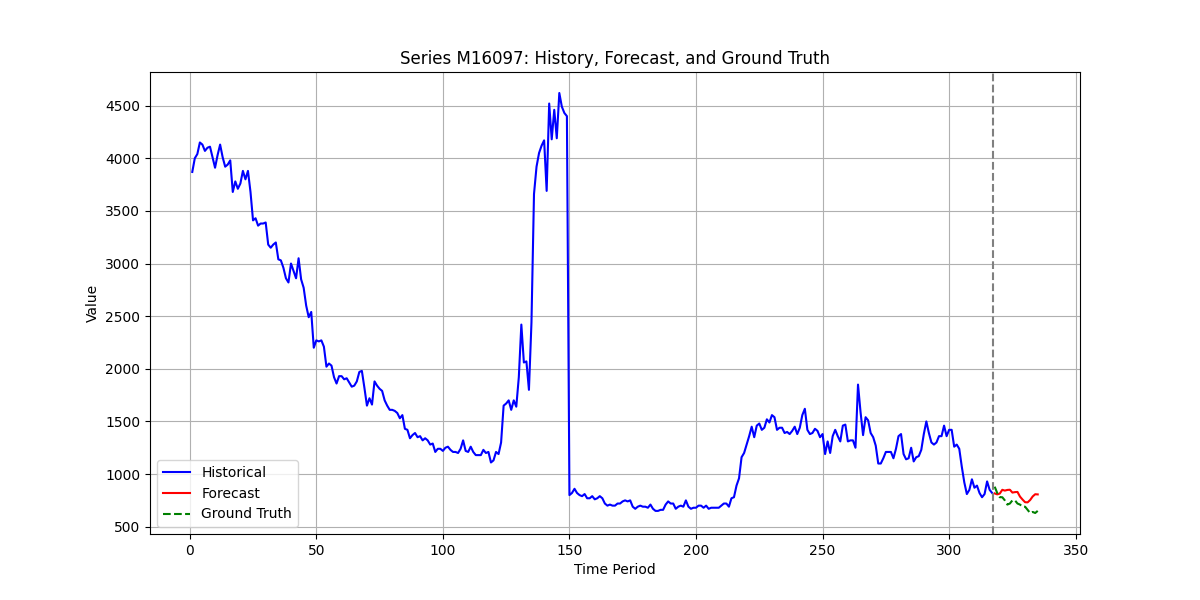 Series M16097: History, Forecast, and Ground Truth
Value
4500
4000
3500
3000
2500
2000
1500
1000
500
Historical
Forecast
Ground Truth
0
50
100
150
200
250
300
350
Time Period